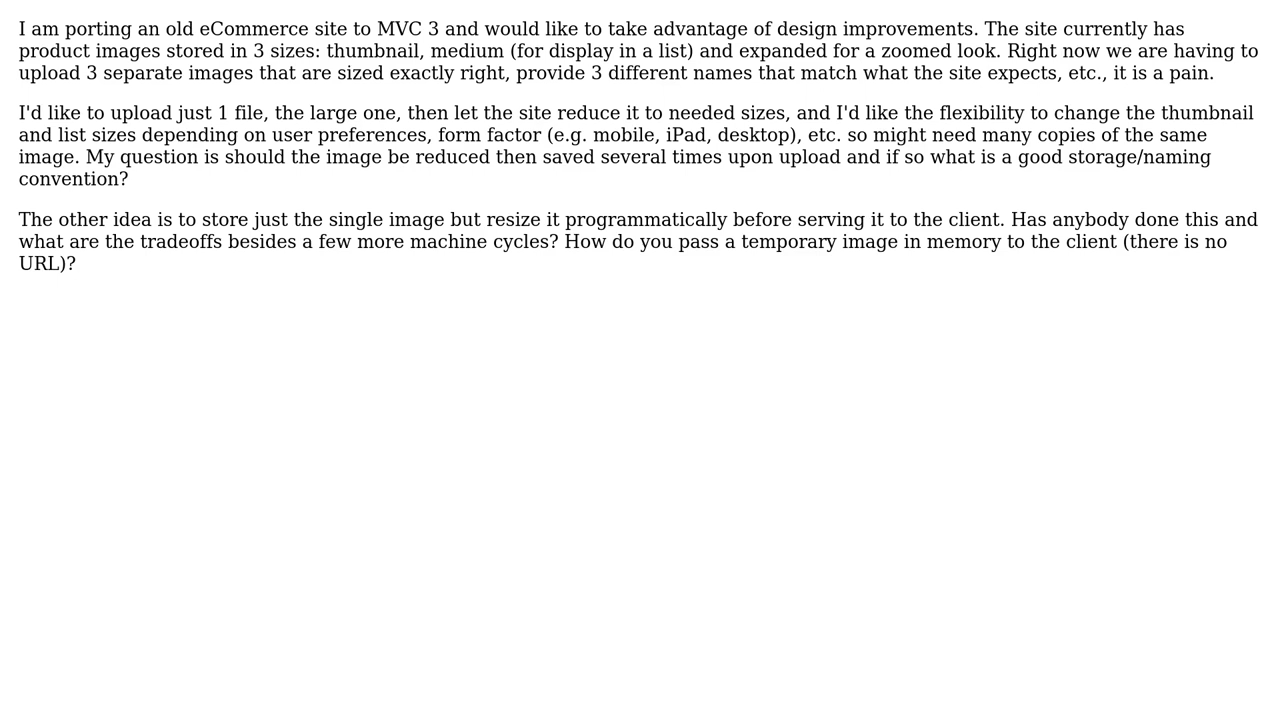 I am porting an old eCommerce site to MVC 3 and would like to take advantage of design improvements. The site currently has
product images stored in 3 sizes: thumbnail, medium (for display in a list) and expanded for a zoomed look. Right now we are having to
upload 3 separate images that are sized exactly right, provide 3 different names that match what the site expects, etc., it is a pain.
I'd like to upload just 1 file, the large one, then let the site reduce it to needed sizes, and I'd like the flexibility to change the thumbnail
and list sizes depending on user preferences, form factor (e.g. mobile, iPad, desktop), etc. so might need many copies of the same
image. My question is should the image be reduced then saved several times upon upload and if so what is a good storage/naming
convention?
The other idea is to store just the single image but resize it programmatically before serving it to the client. Has anybody done this and
what are the tradeoffs besides a few more machine cycles? How do you pass a temporary image in memory to the client (there is no
URL)?